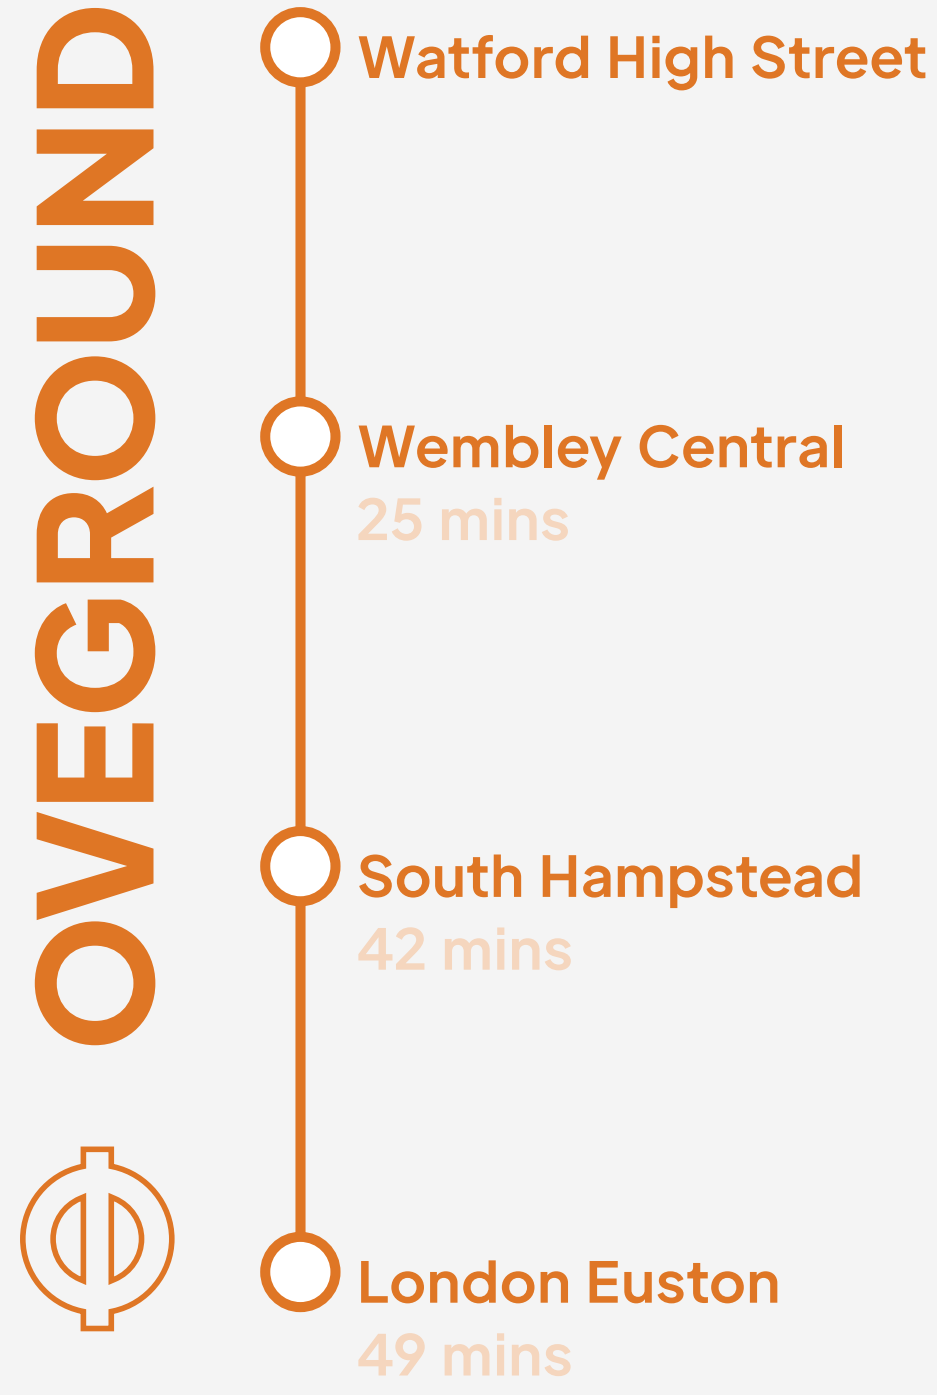 OVEGROUND
Watford High Street
Wembley Central
25 mins
South Hampstead
42 mins
London Euston
49 mins